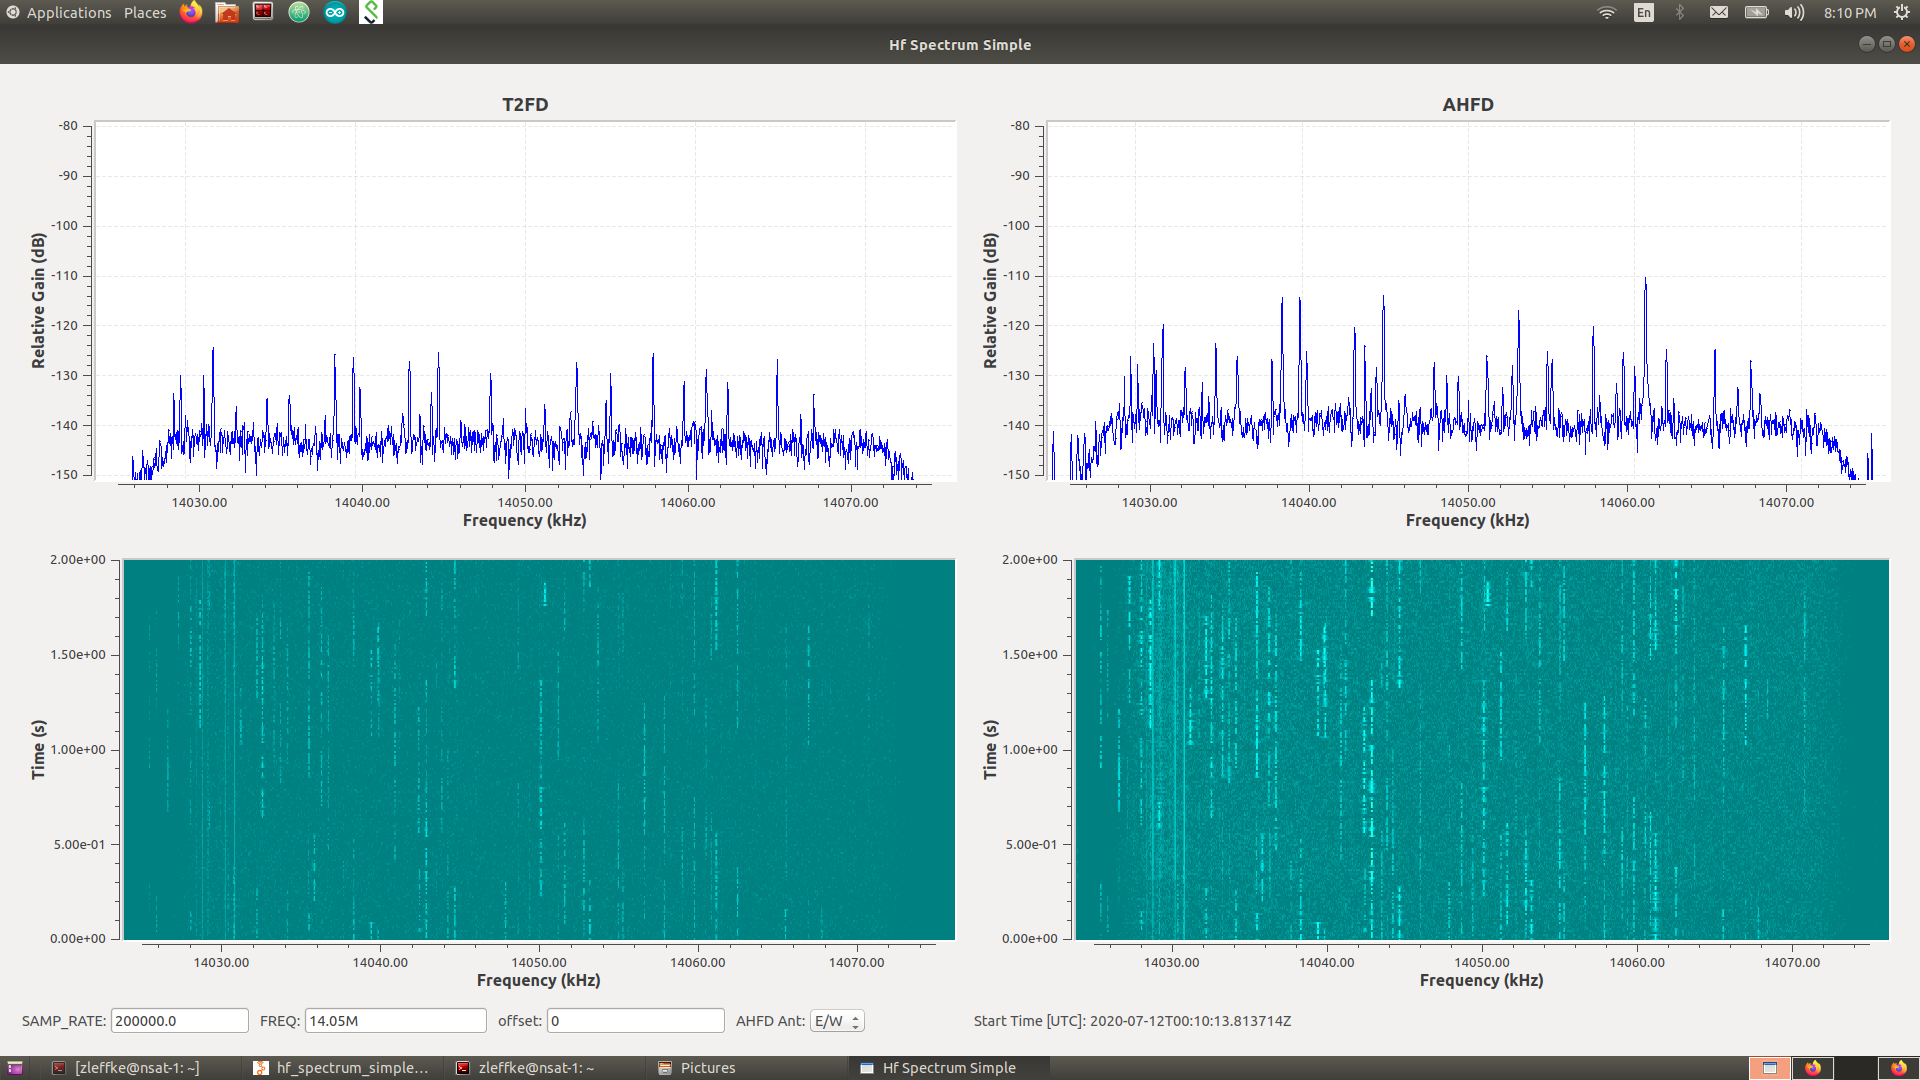 Applications Places En 8:10 PM
Hf Spectrum Simple
T2FD
-80
-90
-100
-110
-120
-130
-140
-150
Relative Gain (dB)
14030.00 14040.00 14050.00 14060.00 14070.00
Frequency (kHz)
AHFD
-80
-90
-100
-110
-120
-130
-140
-150
Relative Gain (dB)
14030.00 14040.00 14050.00 14060.00 14070.00
Frequency (kHz)
2.00e+00
1.50e+00
1.00e+00
5.00e-01
0.00e+00
Time (s)
14030.00 14040.00 14050.00 14060.00 14070.00
Frequency (kHz)
2.00e+00
1.50e+00
1.00e+00
5.00e-01
0.00e+00
Time (s)
14030.00 14040.00 14050.00 14060.00 14070.00
Frequency (kHz)
SAMP_RATE: 200000.0 FREQ: 14.05M offset: 0 AHFD Ant: E/W Start Time [UTC]: 2020-07-12T00:10:13.813714Z
[zleffke@nsat-1: ~] hf_spectrum_simple... zleffke@nsat-1: ~ Pictures Hf Spectrum Simple